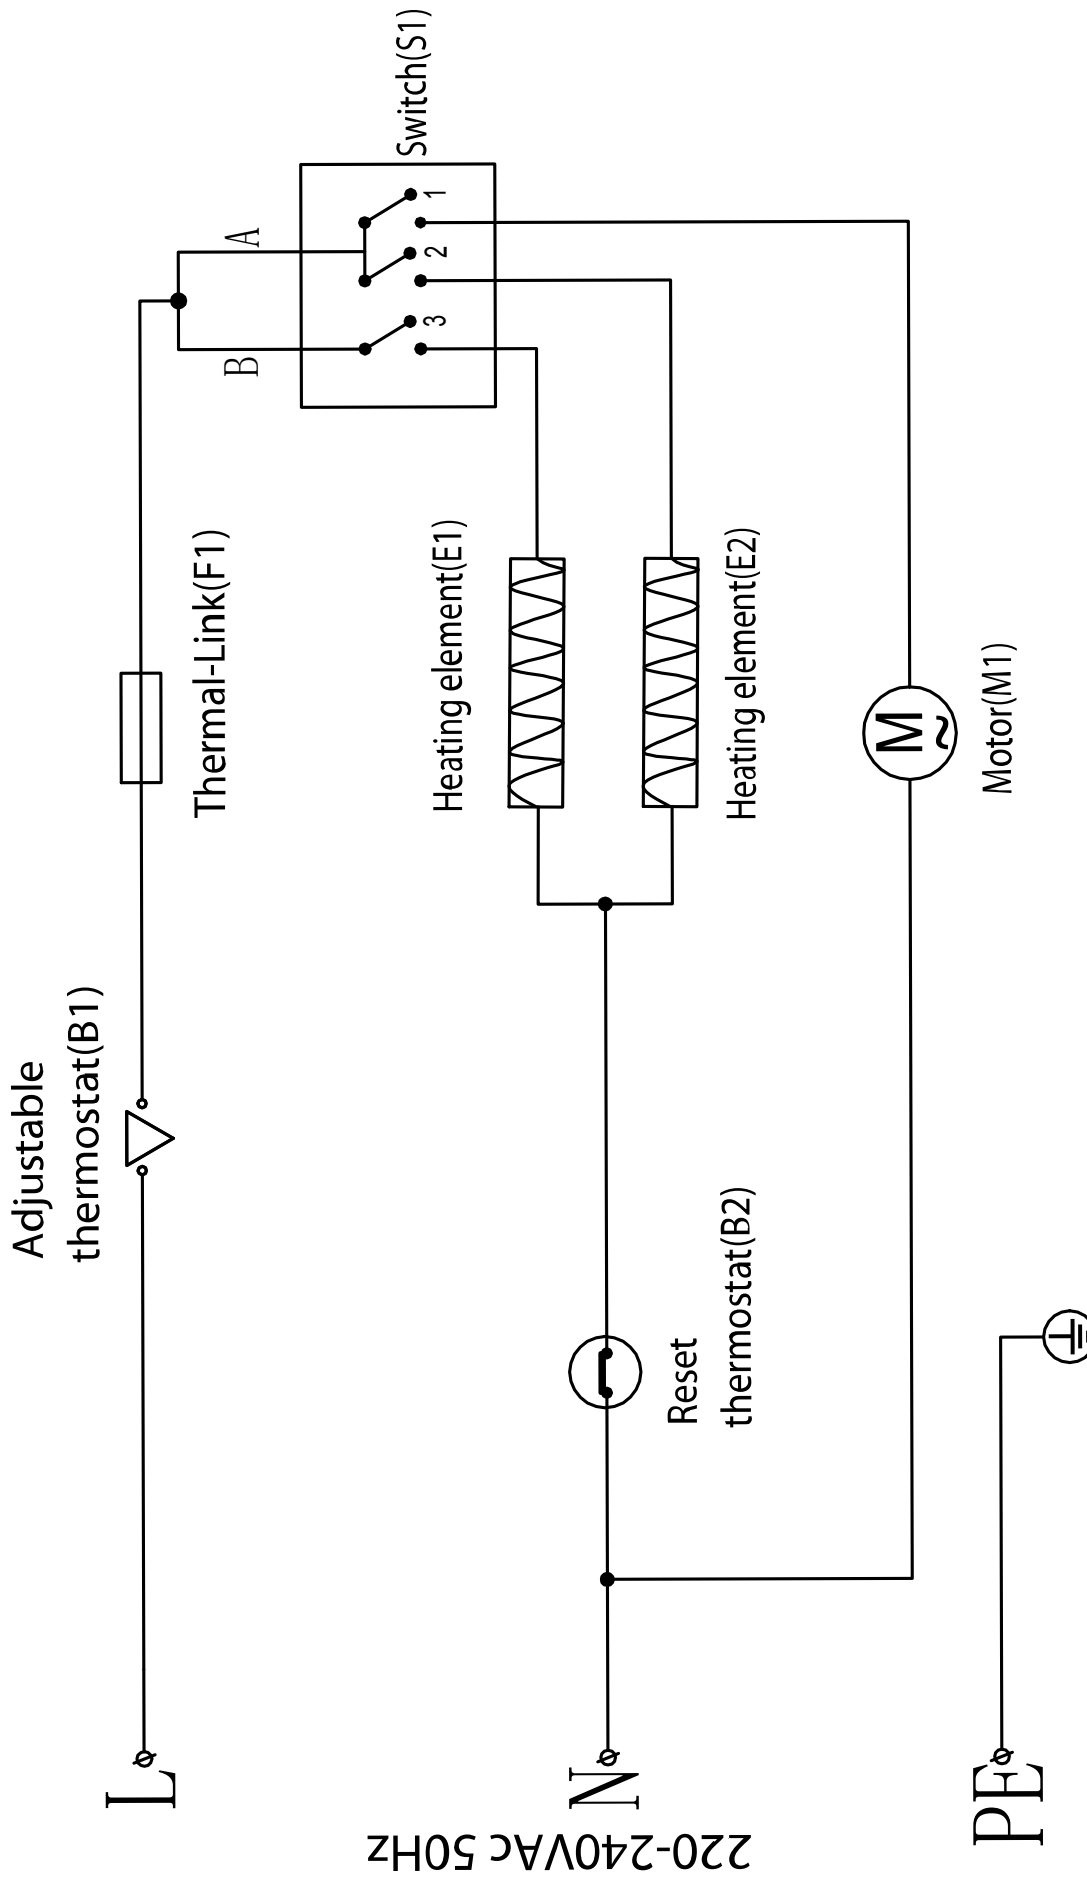 Switch(S1)
A
B
1
2
3
Thermal-Link(F1)
Heating element(E1)
Heating element(E2)
M
~
Motor(M1)
Adjustable
thermostat(B1)
Reset
thermostat(B2)
L
N
PE
220-240VAc 50Hz